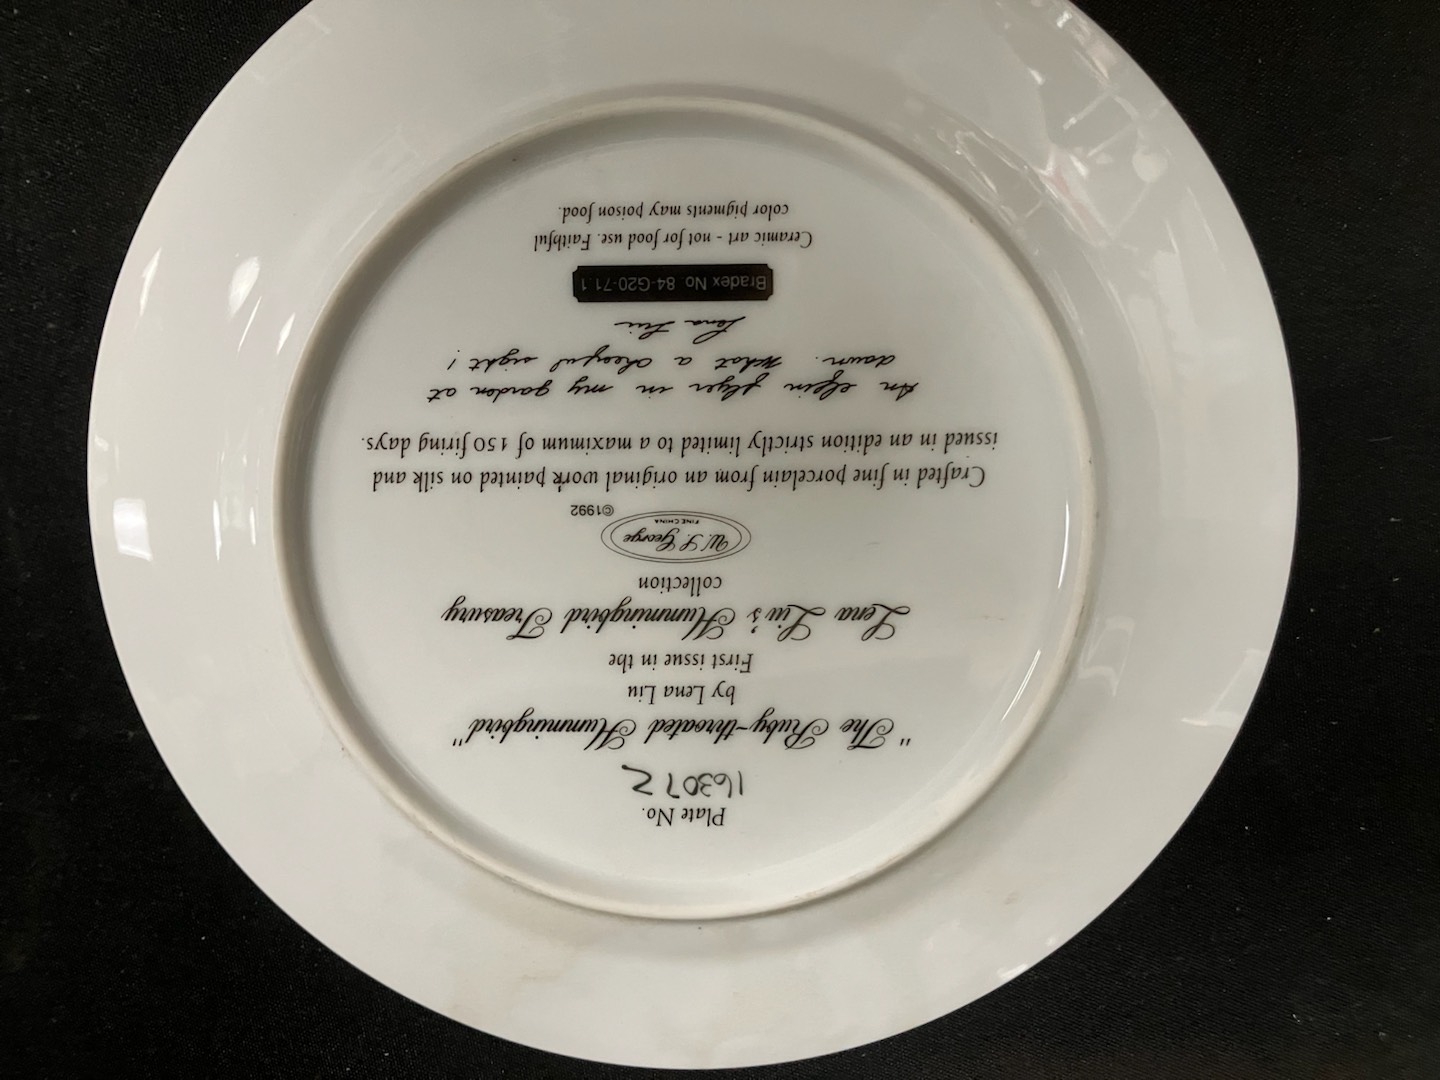 Plate No.
16307Z
"The Ruby-throated Hummingbird"
by Lena Liu
First issue in the
Lena Liu's Hummingbird Treasury
collection
W. S. George
FINE CHINA
©1992
Crafted in fine porcelain from an original work painted on silk and
issued in an edition strictly limited to a maximum of 150 firing days.
An elfin flyer in my garden at
dawn. What a cheerful sight!
Lena Liu
Bradex No 84-G20-71.1
Ceramic art - not for food use. Faithful
color pigments may poison food.